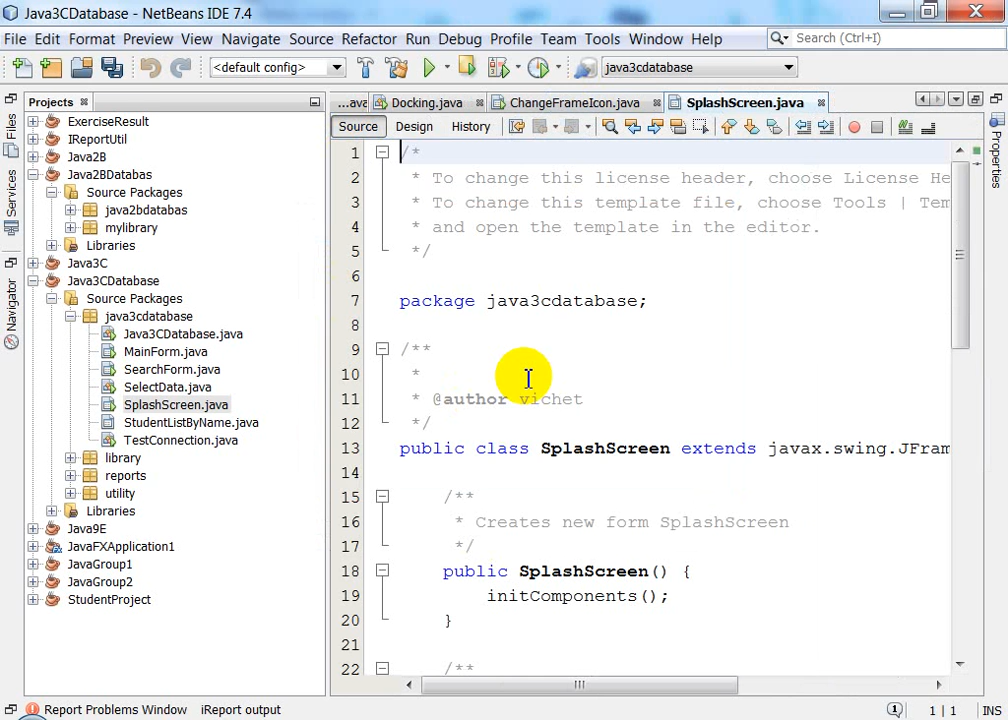 Java3CDatabase - NetBeans IDE 7.4
File Edit Format Preview View Navigate Source Refactor Run Debug Profile Team Tools Window Help
Search (Ctrl+I)
<default config>
java3cdatabase
Files
Services
Navigator
Projects
ExerciseResult
IReportUtil
Java2B
Java2BDatabas
Source Packages
java2bdatabas
mylibrary
Libraries
Java3C
Java3CDatabase
Source Packages
java3cdatabase
Java3CDatabase.java
MainForm.java
SearchForm.java
SelectData.java
SplashScreen.java
StudentListByName.java
TestConnection.java
library
reports
utility
Libraries
Java9E
JavaFXApplication1
JavaGroup1
JavaGroup2
StudentProject
...ava Docking.java ChangeFrameIcon.java SplashScreen.java
Source Design History
1 /*
2 * To change this license header, choose License He
3 * To change this template file, choose Tools | Tem
4 * and open the template in the editor.
5 */
6
7 package java3cdatabase;
8
9 /**
10 *
11 * @author vichet
12 */
13 public class SplashScreen extends javax.swing.JFram
14
15 /**
16 * Creates new form SplashScreen
17 */
18 public SplashScreen() {
19 initComponents();
20 }
21
22 /**
Properties
Report Problems Window iReport output
1 | 1 INS